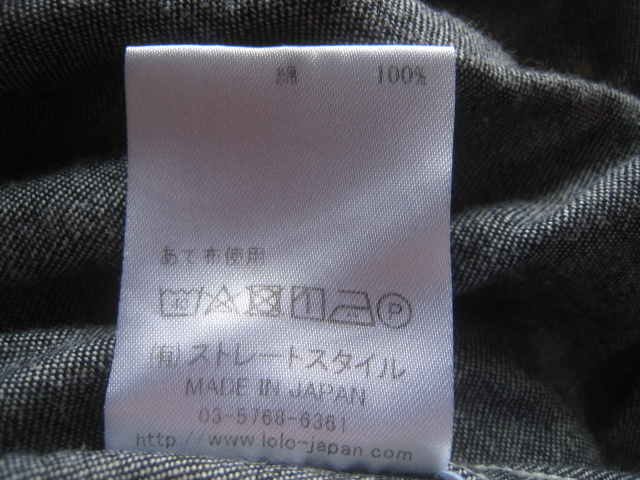 綿 100%
あて布使用
(有)ストレートスタイル
MADE IN JAPAN
03-5768-6361
http://www.lolo-japan.com